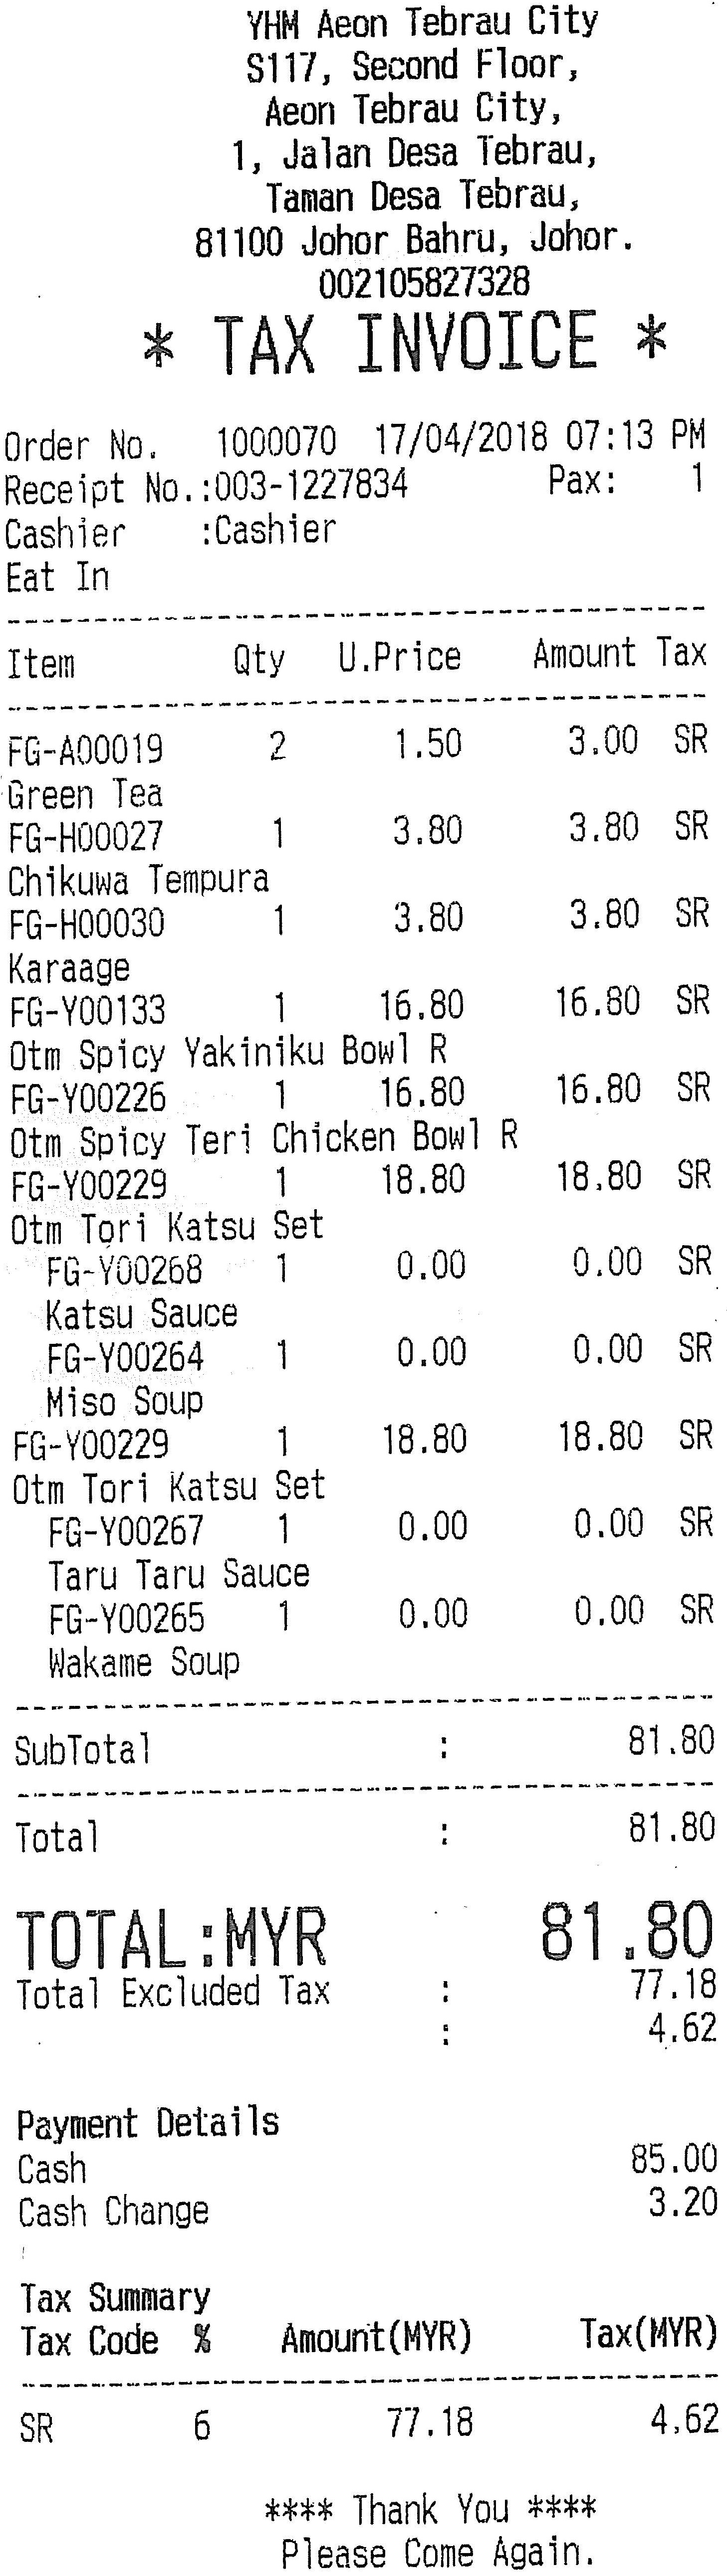 YHM Aeon Tebrau City
S117, Second Floor,
Aeon Tebrau City,
1, Jalan Desa Tebrau,
Taman Desa Tebrau,
81100 Johor Bahru, Johor.
002105827328
* TAX INVOICE *
Order No. 1000070 17/04/2018 07:13 PM
Receipt No.:003-1227834 Pax: 1
Cashier :Cashier
Eat In
Item Qty U.Price Amount Tax
FG-A00019 2 1.50 3.00 SR
Green Tea
FG-H00027 1 3.80 3.80 SR
Chikuwa Tempura
FG-H00030 1 3.80 3.80 SR
Karaage
FG-Y00133 1 16.80 16.80 SR
Otm Spicy Yakiniku Bowl R
FG-Y00226 1 16.80 16.80 SR
Otm Spicy Teri Chicken Bowl R
FG-Y00229 1 18.80 18.80 SR
Otm Tori Katsu Set
FG-Y00268 1 0.00 0.00 SR
Katsu Sauce
FG-Y00264 1 0.00 0.00 SR
Miso Soup
FG-Y00229 1 18.80 18.80 SR
Otm Tori Katsu Set
FG-Y00267 1 0.00 0.00 SR
Taru Taru Sauce
FG-Y00265 1 0.00 0.00 SR
Wakame Soup
SubTotal : 81.80
Total : 81.80
TOTAL:MYR 81.80
Total Excluded Tax : 77.18
: 4.62
Payment Details
Cash 85.00
Cash Change 3.20
Tax Summary
Tax Code % Amount(MYR) Tax(MYR)
SR 6 77.18 4.62
**** Thank You ****
Please Come Again.